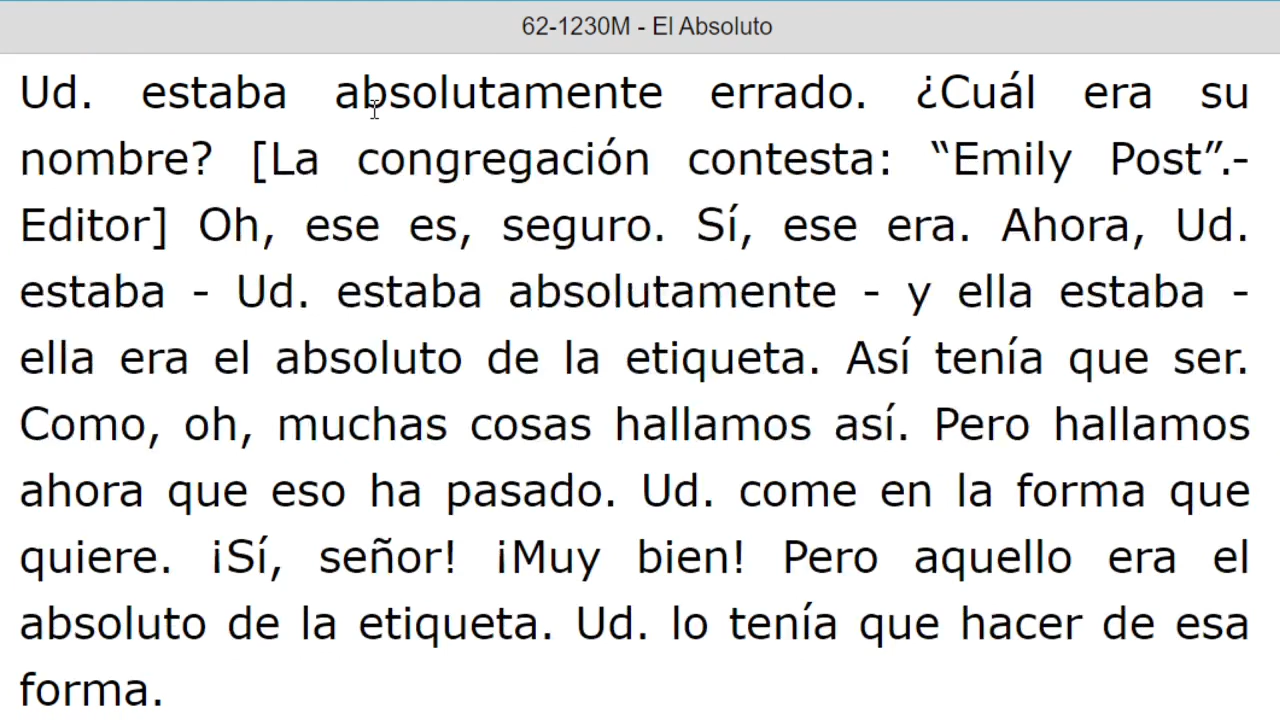 62-1230M - El Absoluto
Ud. estaba absolutamente errado. ¿Cuál era su
nombre? [La congregación contesta: “Emily Post”.-
Editor] Oh, ese es, seguro. Sí, ese era. Ahora, Ud.
estaba - Ud. estaba absolutamente - y ella estaba -
ella era el absoluto de la etiqueta. Así tenía que ser.
Como, oh, muchas cosas hallamos así. Pero hallamos
ahora que eso ha pasado. Ud. come en la forma que
quiere. ¡Sí, señor! ¡Muy bien! Pero aquello era el
absoluto de la etiqueta. Ud. lo tenía que hacer de esa
forma.